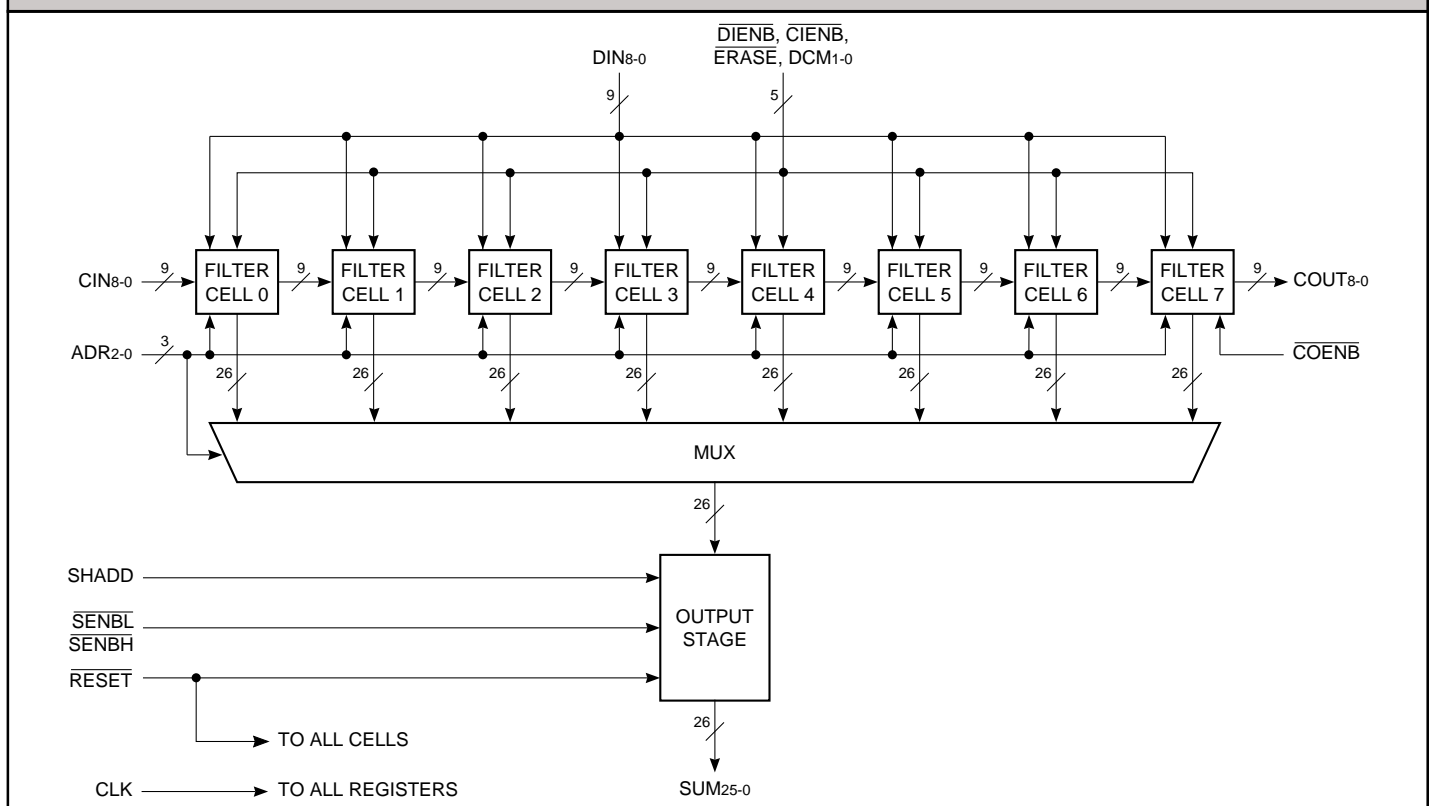 DIENB, CIENB,
DIN8-0 ERASE, DCM1-0
9 5
FILTER CELL 0
FILTER CELL 1
FILTER CELL 2
FILTER CELL 3
FILTER CELL 4
FILTER CELL 5
FILTER CELL 6
FILTER CELL 7
CIN8-0 9 9 9 9 9 9 9 9 9 COUT8-0
ADR2-0 3 COENB
26 26 26 26 26 26 26 26
MUX
26
SHADD
SENBL
SENBH
OUTPUT
STAGE
RESET
26
TO ALL CELLS
CLK TO ALL REGISTERS SUM25-0